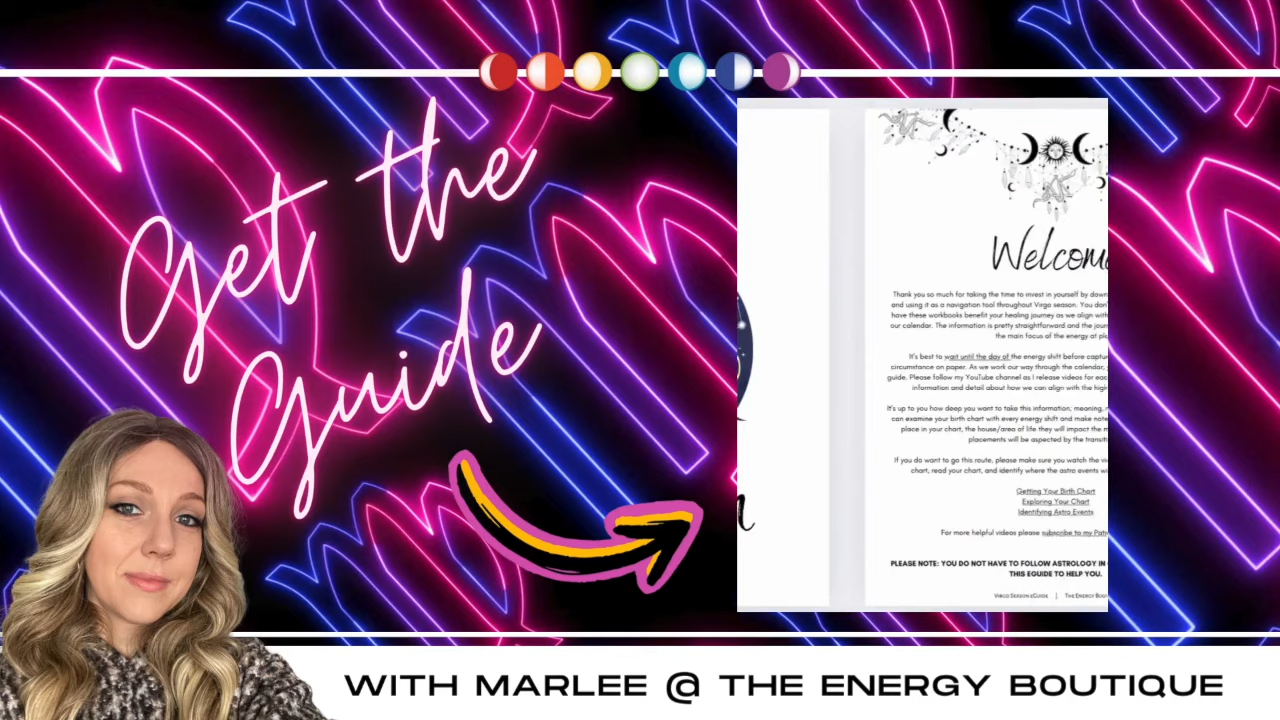 Get the
Guide
Welcome
Thank you so much for taking the time to invest in yourself by down
and using it as a navigation tool throughout Virgo season. You don'
have these workbooks benefit your healing journey as we align with
our calendar. The information is pretty straightforward and the jour
the main focus of the energy at pl
It's best to wait until the day of the energy shift before captur
circumstance on paper. As we work our way through the calendar,
guide. Please follow my YouTube channel as I release videos for eac
information and detail about how we can align with the high
It's up to you how deep you want to take this information; meaning,
can examine your birth chart with every energy shift and make note
place in your chart, the house/area of life they will impact the m
placements will be aspected by the transiti
If you do want to go this route, please make sure you watch the vi
chart, read your chart, and identify where the astro events wi
Getting Your Birth Chart
Exploring Your Chart
Identifying Astro Events
For more helpful videos please subscribe to my Patr
PLEASE NOTE: YOU DO NOT HAVE TO FOLLOW ASTROLOGY IN
THIS EGUIDE TO HELP YOU.
Virgo Season eGuide | The Energy Bout
WITH MARLEE @ THE ENERGY BOUTIQUE